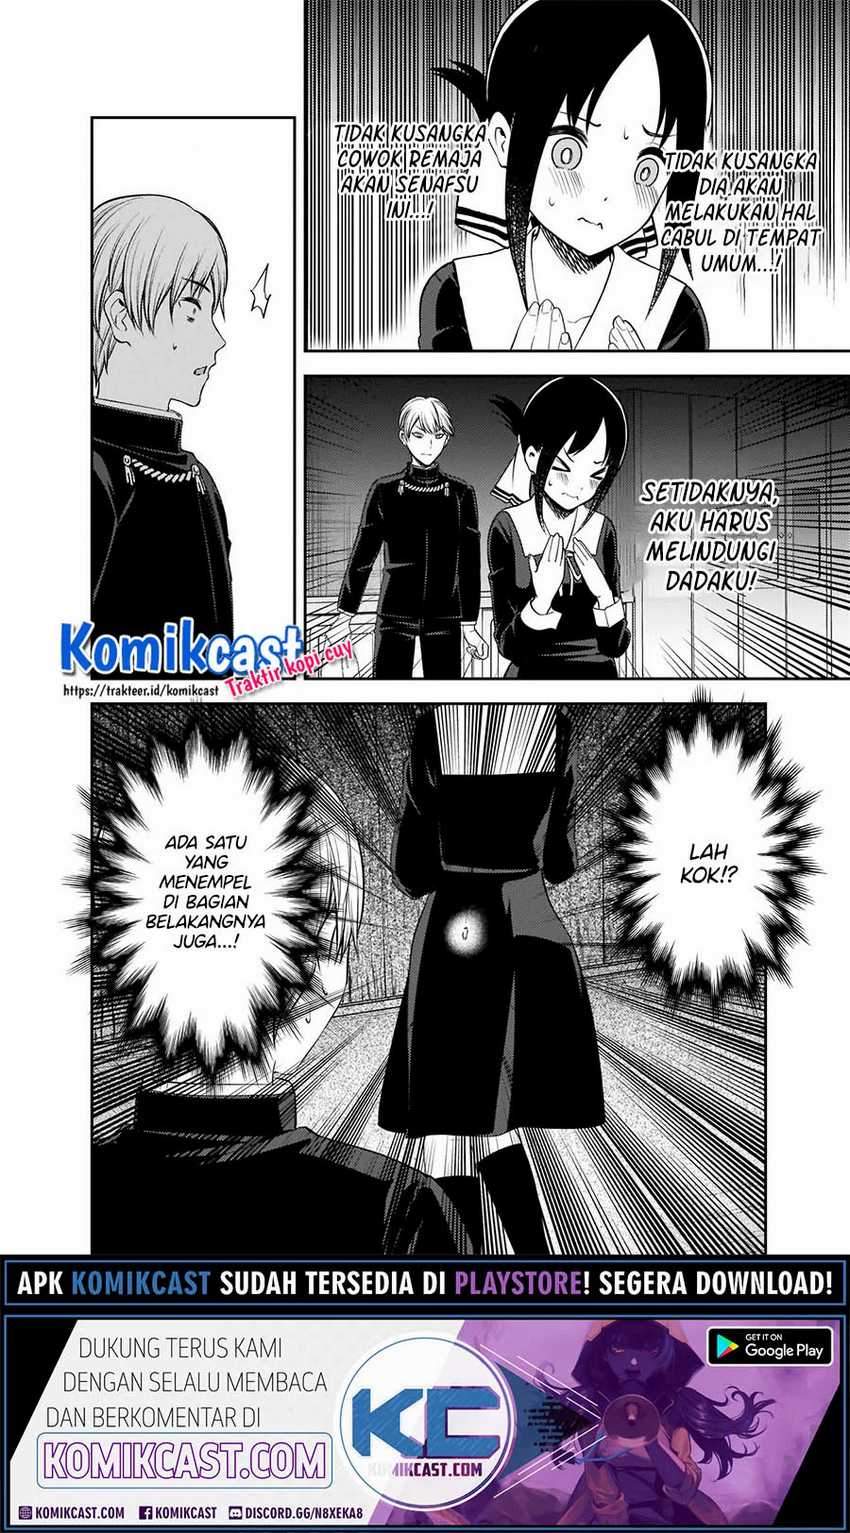 TIDAK KUSANGKA
DIA AKAN
MELAKUKAN HAL
CABUL DI TEMPAT
UMUM...!
TIDAK KUSANGKA
COWOK REMAJA
AKAN SENAFSU
INI...!
SETIDAKNYA,
AKU HARUS
MELINDUNGI
DADAKU!
Komikcast
https://trakteer.id/komikcast
Traktir kopi cuy
LAH
KOK!?
ADA SATU
YANG
MENEMPEL
DI BAGIAN
BELAKANGNYA
JUGA...!
APK KOMIKCAST SUDAH TERSEDIA DI PLAYSTORE! SEGERA DOWNLOAD!
DUKUNG TERUS KAMI
DENGAN SELALU MEMBACA
DAN BERKOMENTAR DI
KOMIKCAST.COM
KOMIKCAST.COM
KOMIKCAST
DISCORD.GG/N8XEKA8
KC
KOMIKCAST.COM
GET IT ON
Google Play